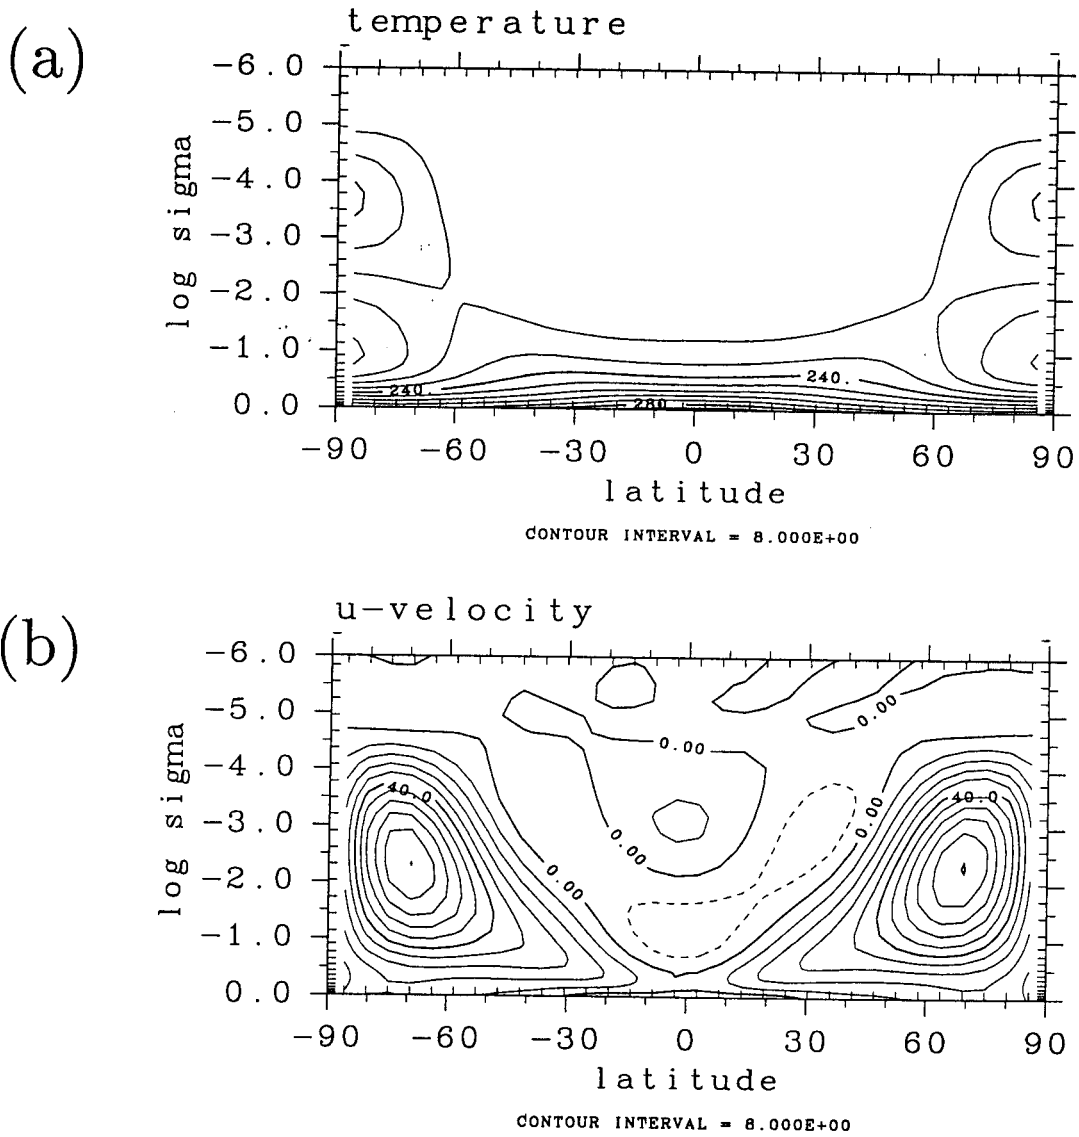 (a)
temperature
-6.0
-5.0
-4.0
-3.0
-2.0
-1.0
0.0
log sigma
240.
240.
280
-90 -60 -30 0 30 60 90
latitude
CONTOUR INTERVAL = 8.000E+00
(b)
u-velocity
-6.0
-5.0
-4.0
-3.0
-2.0
-1.0
0.0
log sigma
0.00
0.00
40.0
40.0
0.00
0.00
0.00
-90 -60 -30 0 30 60 90
latitude
CONTOUR INTERVAL = 8.000E+00